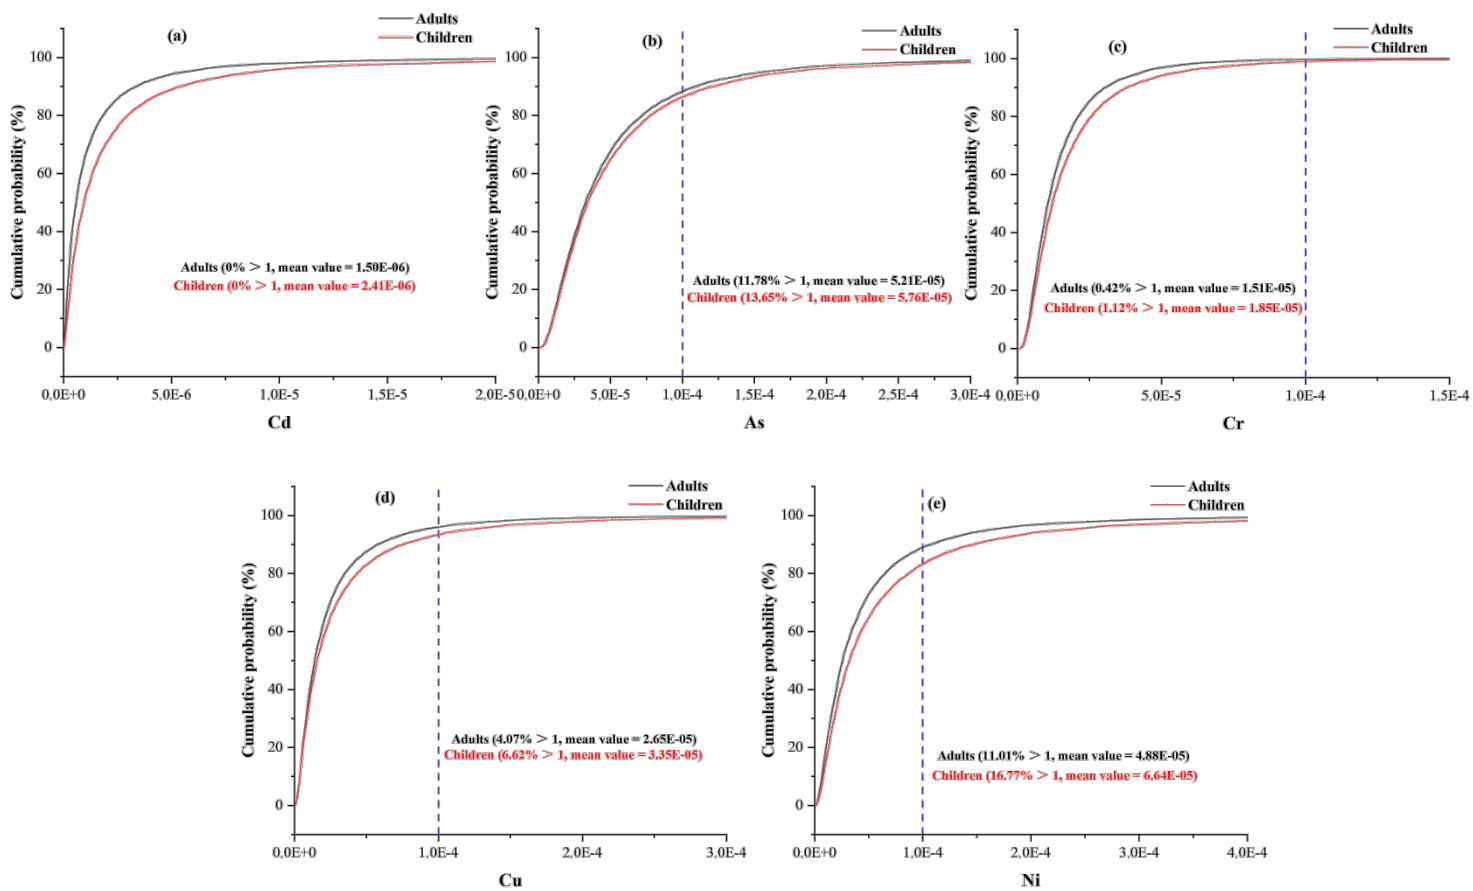 (a)
Adults
Children
Cumulative probability (%)
100
80
60
40
20
0
Adults (0% > 1, mean value = 1.50E-06)
Children (0% > 1, mean value = 2.41E-06)
0,0E+0
5,0E-6
1,0E-5
1,5E-5
2,0E-5
Cd
(b)
Adults
Children
Cumulative probability (%)
100
80
60
40
20
0
Adults (11.78% > 1, mean value = 5.21E-05)
Children (13.65% > 1, mean value = 5.76E-05)
0,0E+0
5,0E-5
1,0E-4
1,5E-4
2,0E-4
2,5E-4
3,0E-4
As
(c)
Adults
Children
Cumulative probability (%)
100
80
60
40
20
0
Adults (0.42% > 1, mean value = 1.51E-05)
Children (1.12% > 1, mean value = 1.85E-05)
0,0E+0
5,0E-5
1,0E-4
1,5E-4
Cr
(d)
Adults
Children
Cumulative probability (%)
100
80
60
40
20
0
Adults (4.07% > 1, mean value = 2.65E-05)
Children (6.62% > 1, mean value = 3.35E-05)
0,0E+0
1,0E-4
2,0E-4
3,0E-4
Cu
(e)
Adults
Children
Cumulative probability (%)
100
80
60
40
20
0
Adults (11.01% > 1, mean value = 4.88E-05)
Children (16.77% > 1, mean value = 6.64E-05)
0,0E+0
1,0E-4
2,0E-4
3,0E-4
4,0E-4
Ni